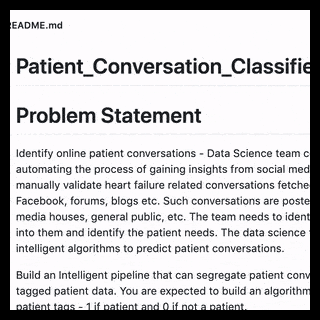 README.md
Patient_Conversation_Classifie
Problem Statement
Identify online patient conversations - Data Science team c
automating the process of gaining insights from social med
manually validate heart failure related conversations fetche
Facebook, forums, blogs etc. Such conversations are poste
media houses, general public, etc. The team needs to ident
into them and identify the patient needs. The data science
intelligent algorithms to predict patient conversations.
Build an Intelligent pipeline that can segregate patient conv
tagged patient data. You are expected to build an algorithm
patient tags - 1 if patient and 0 if not a patient.